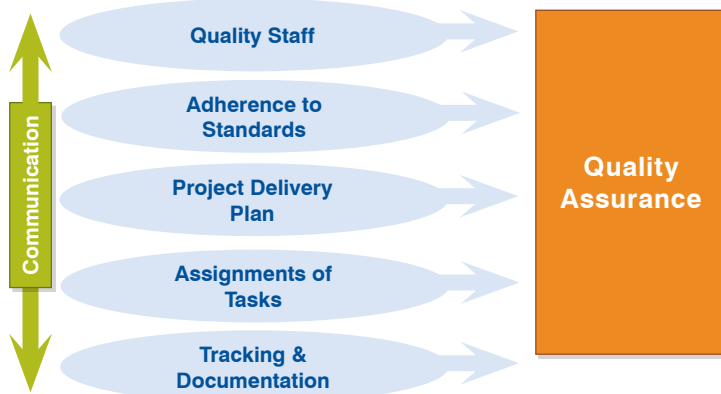 Communication
Quality Staff
Adherence to
Standards
Project Delivery
Plan
Assignments of
Tasks
Tracking &
Documentation
Quality
Assurance